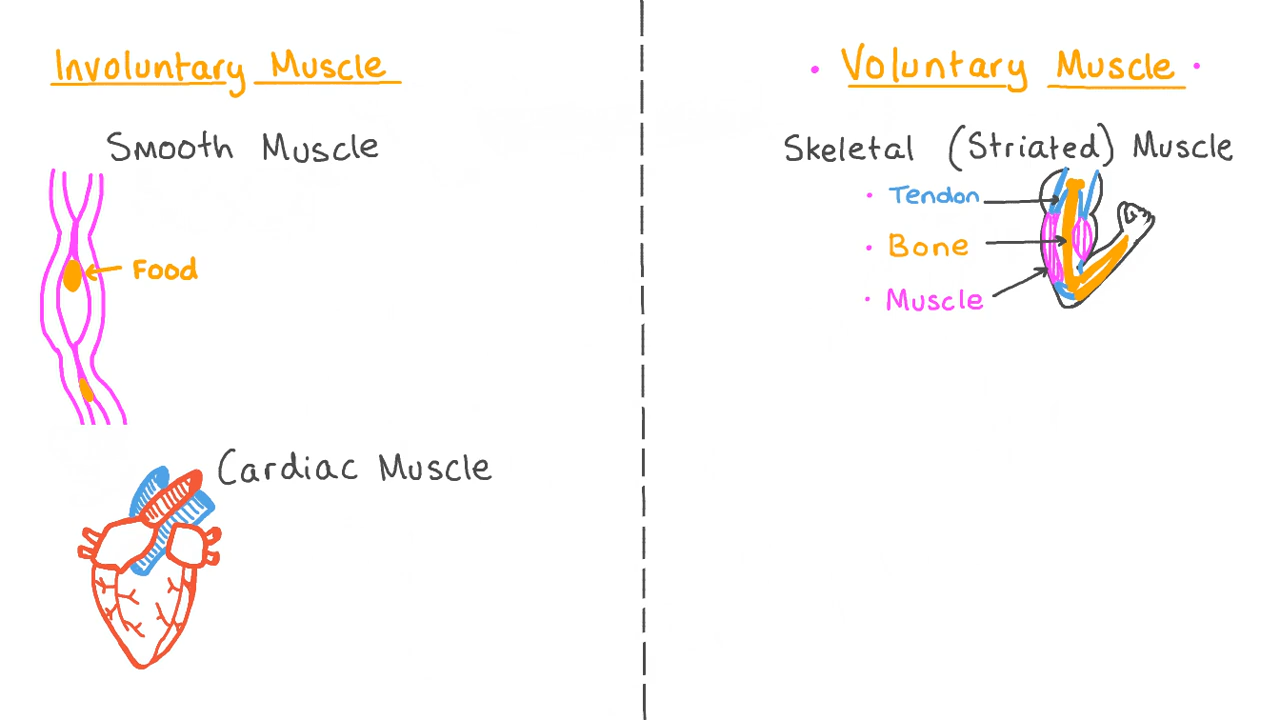 Involuntary Muscle
Smooth Muscle
Food
Cardiac Muscle
• Voluntary Muscle •
Skeletal (Striated) Muscle
• Tendon
• Bone
• Muscle